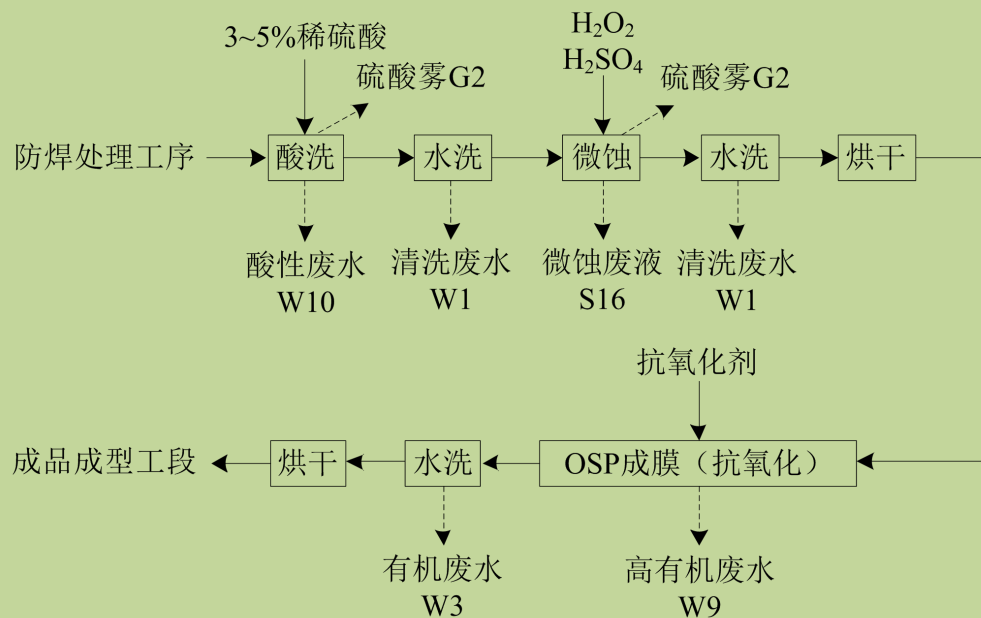 3~5%稀硫酸
硫酸雾G2
H₂O₂
H₂SO₄
硫酸雾G2
防焊处理工序
酸洗
水洗
微蚀
水洗
烘干
酸性废水
W10
清洗废水
W1
微蚀废液
S16
清洗废水
W1
抗氧化剂
成品成型工段
烘干
水洗
OSP成膜（抗氧化）
有机废水
W3
高有机废水
W9